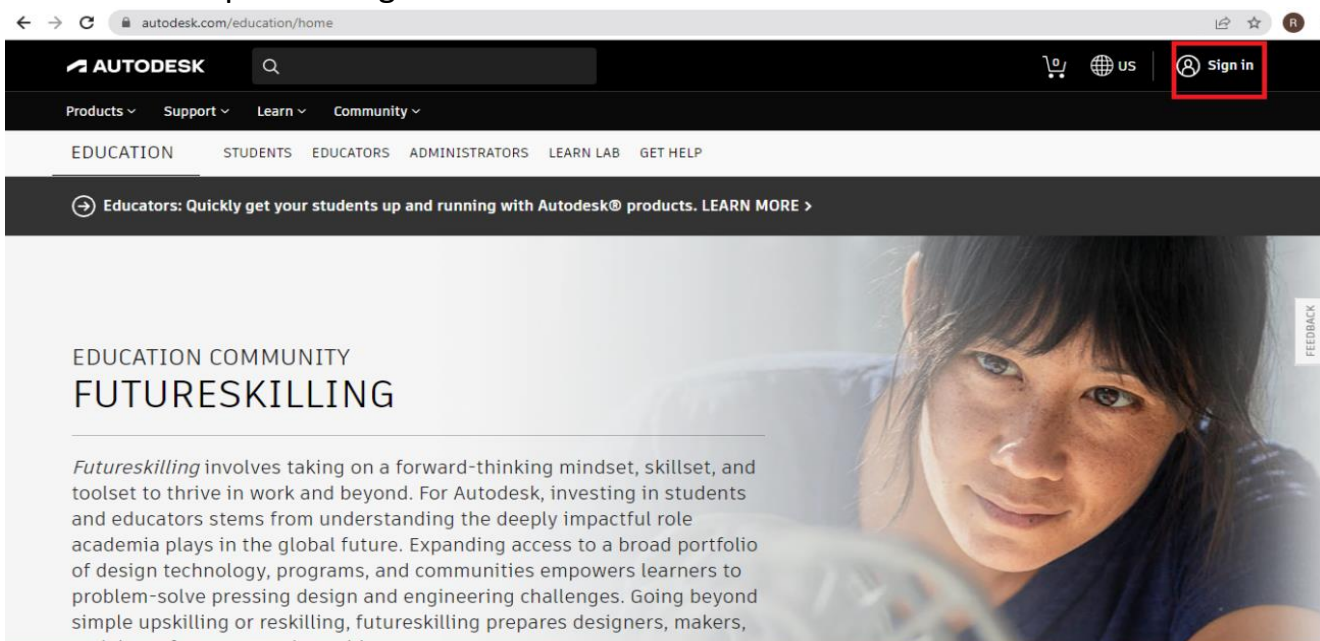 autodesk.com/education/home
R
AUTODESK
0
US
Sign in
Products
Support
Learn
Community
EDUCATION
STUDENTS
EDUCATORS
ADMINISTRATORS
LEARN LAB
GET HELP
Educators: Quickly get your students up and running with Autodesk® products. LEARN MORE >
FEEDBACK
EDUCATION COMMUNITY
FUTURESKILLING
Futureskilling involves taking on a forward-thinking mindset, skillset, and
toolset to thrive in work and beyond. For Autodesk, investing in students
and educators stems from understanding the deeply impactful role
academia plays in the global future. Expanding access to a broad portfolio
of design technology, programs, and communities empowers learners to
problem-solve pressing design and engineering challenges. Going beyond
simple upskilling or reskilling, futureskilling prepares designers, makers,